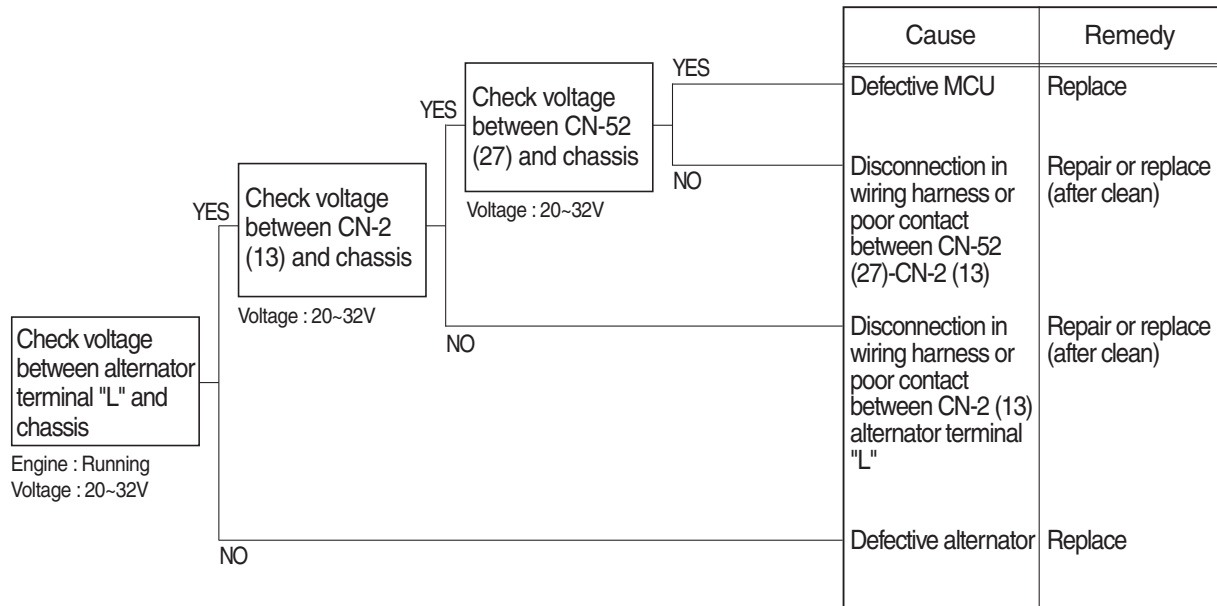 Check voltage
between alternator
terminal "L" and
chassis
Engine : Running
Voltage : 20~32V
YES
NO
Check voltage
between CN-2
(13) and chassis
Voltage : 20~32V
YES
NO
Check voltage
between CN-52
(27) and chassis
Voltage : 20~32V
YES
NO
Cause
Remedy
Defective MCU
Replace
Disconnection in
wiring harness or
poor contact
between CN-52
(27)-CN-2 (13)
Repair or replace
(after clean)
Disconnection in
wiring harness or
poor contact
between CN-2 (13)
alternator terminal
"L"
Repair or replace
(after clean)
Defective alternator
Replace